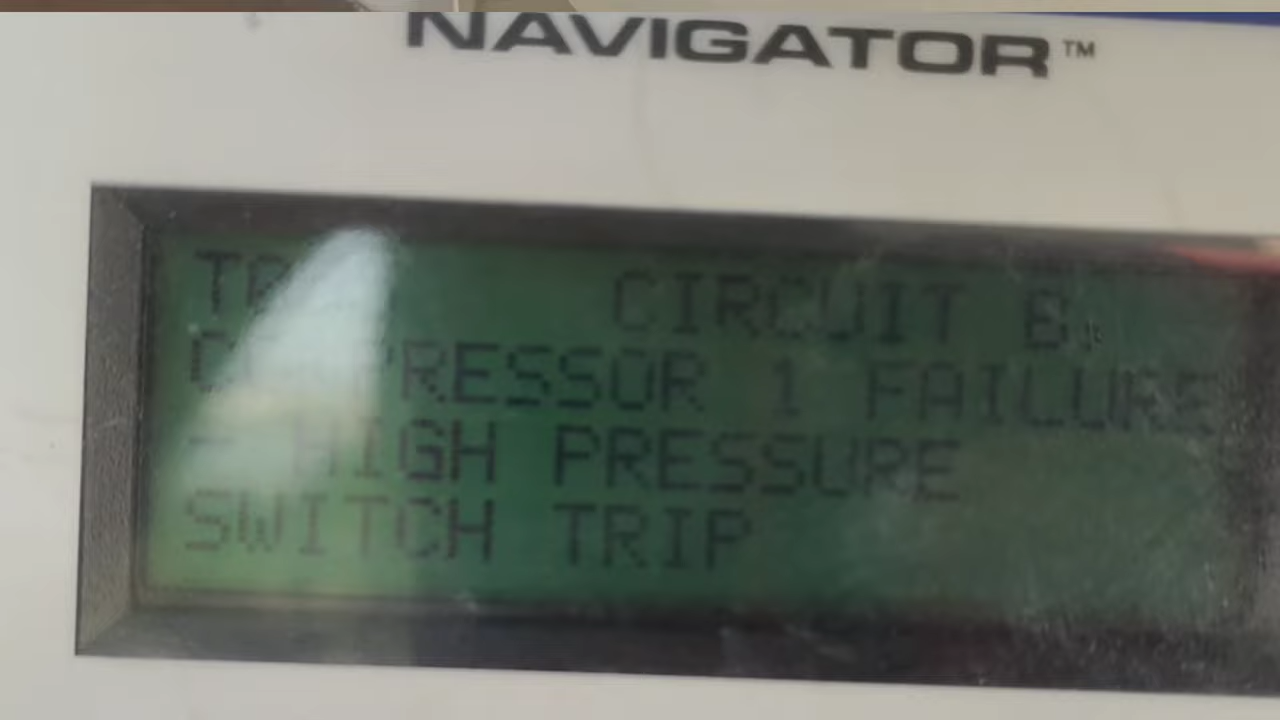 NAVIGATOR™
CIRCUIT B,
COMPRESSOR 1 FAILURE
- HIGH PRESSURE
SWITCH TRIP